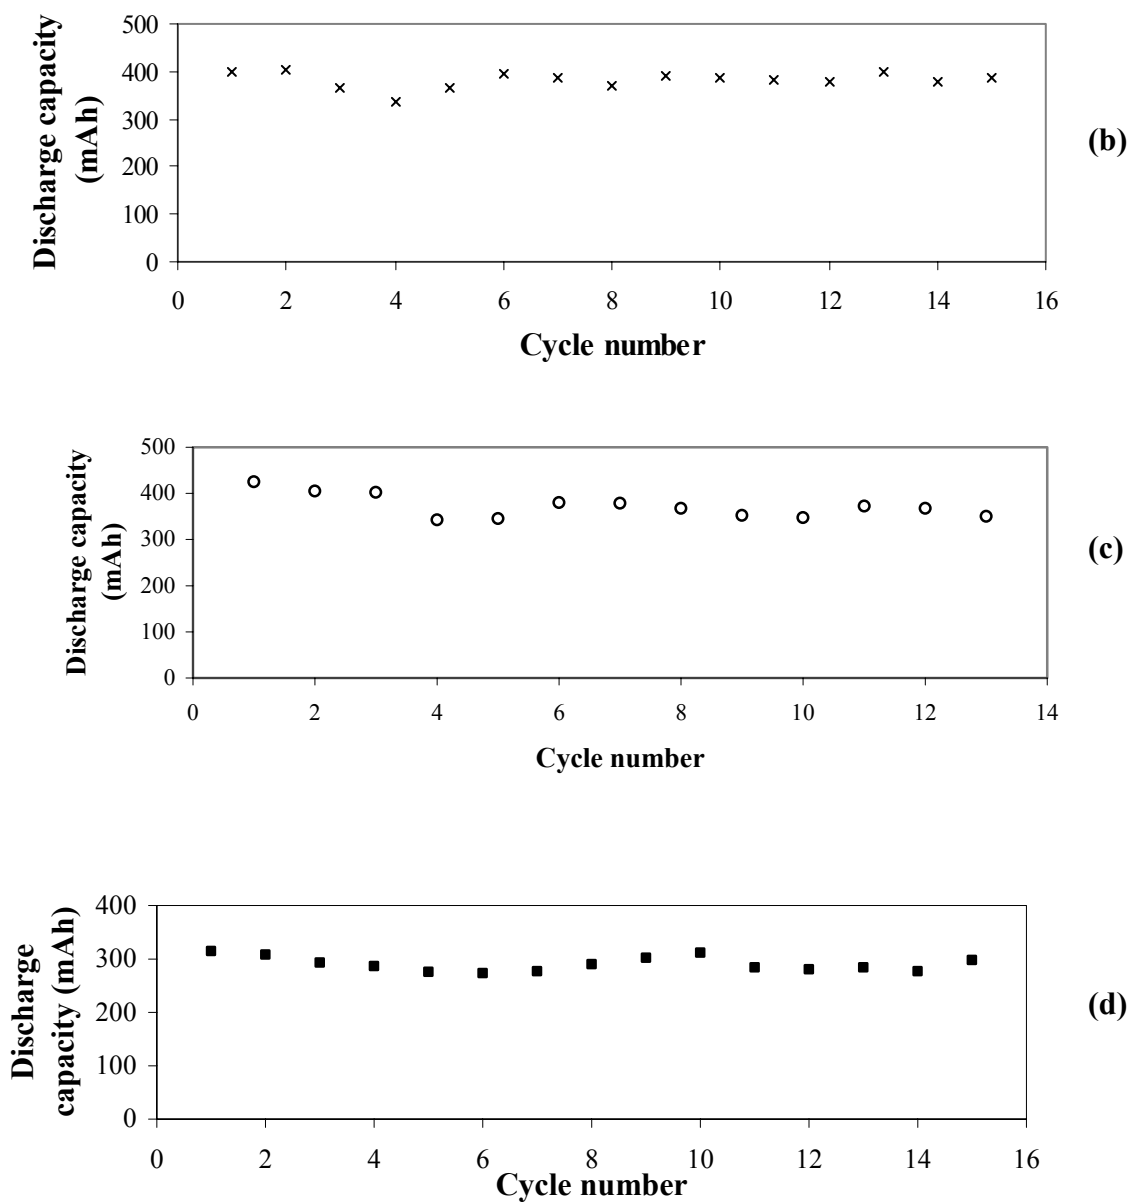 500
400
300
200
100
0
Discharge capacity
(mAh)
0 2 4 6 8 10 12 14 16
Cycle number
(b)
500
400
300
200
100
0
Discharge capacity
(mAh)
0 2 4 6 8 10 12 14
Cycle number
(c)
400
300
200
100
0
Discharge
capacity (mAh)
0 2 4 6 8 10 12 14 16
Cycle number
(d)